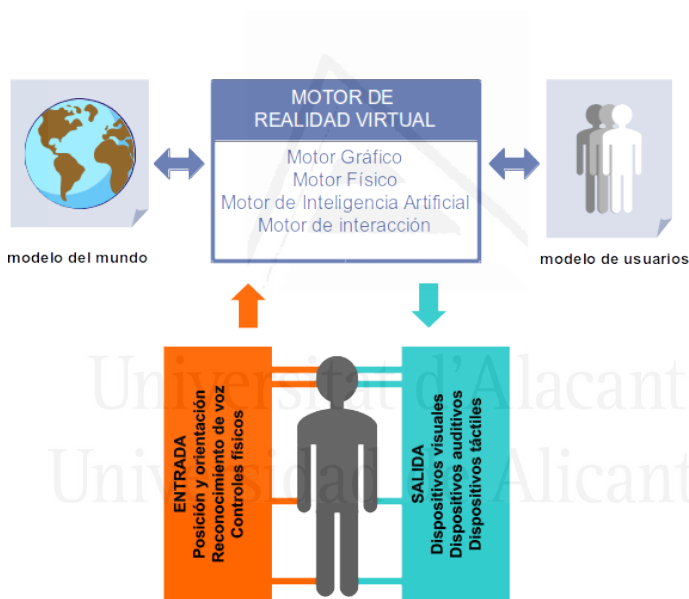 MOTOR DE
REALIDAD VIRTUAL
Motor Gráfico
Motor Físico
Motor de Inteligencia Artificial
Motor de interacción
modelo del mundo
modelo de usuarios
ENTRADA
Posición y orientación
Reconocimiento de voz
Controles físicos
SALIDA
Dispositivos visuales
Dispositivos auditivos
Dispositivos táctiles
Universitat d'Alacant
Universidad de Alicant